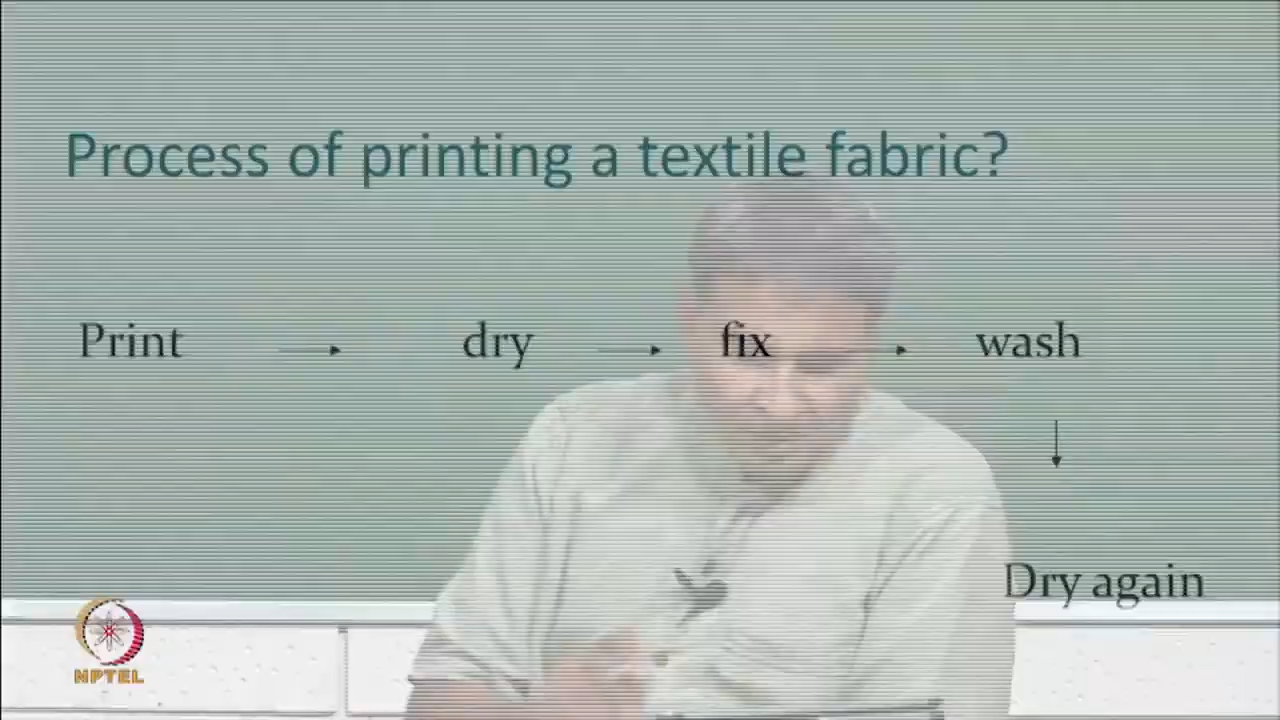 Process of printing a textile fabric?
Print → dry → fix → wash
↓
Dry again
NPTEL